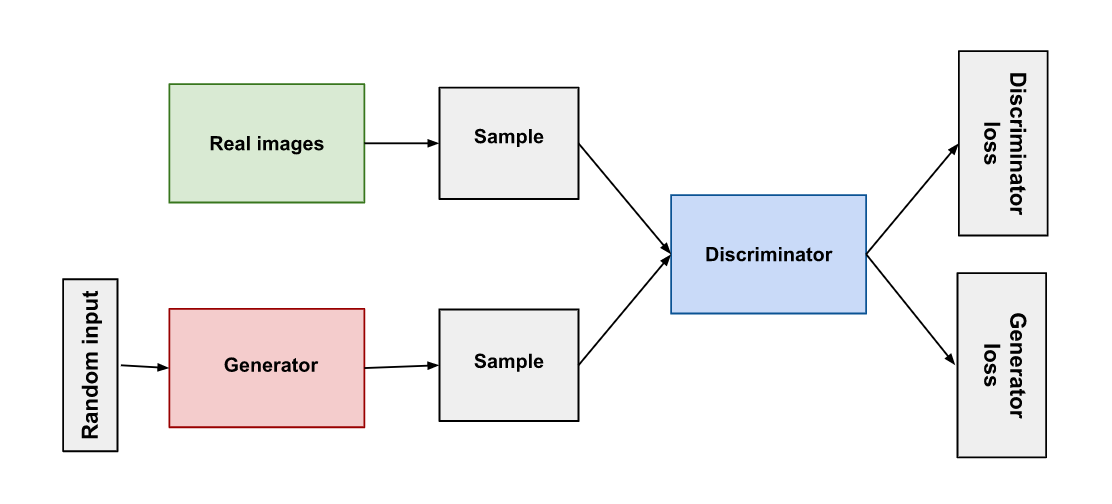 Real images
Sample
Discriminator
loss
Discriminator
Random input
Generator
Sample
Generator
loss